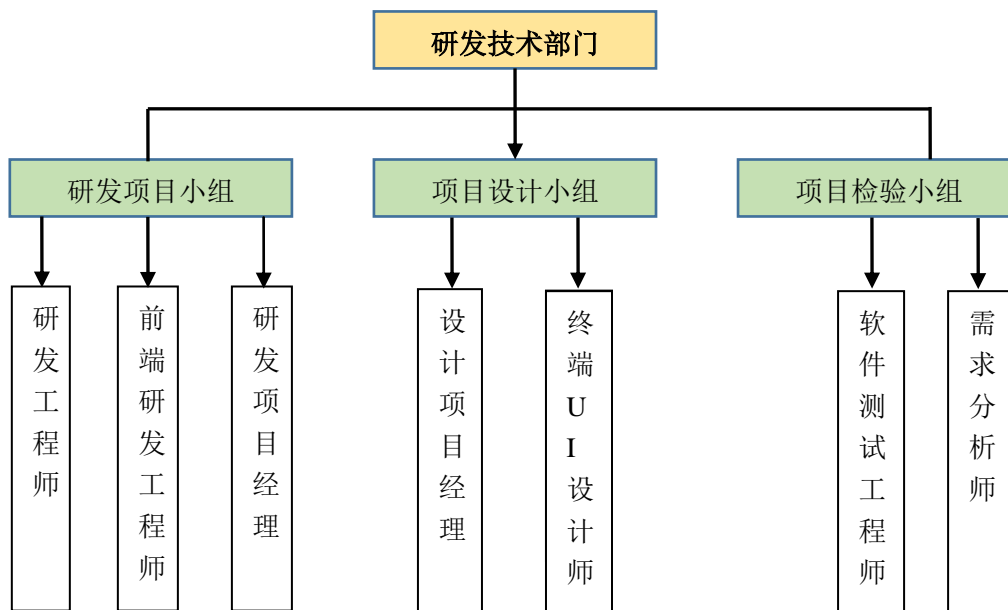 研发技术部门
研发项目小组
项目设计小组
项目检验小组
研发工程师
前端研发工程师
研发项目经理
设计项目经理
终端UI设计师
软件测试工程师
需求分析师